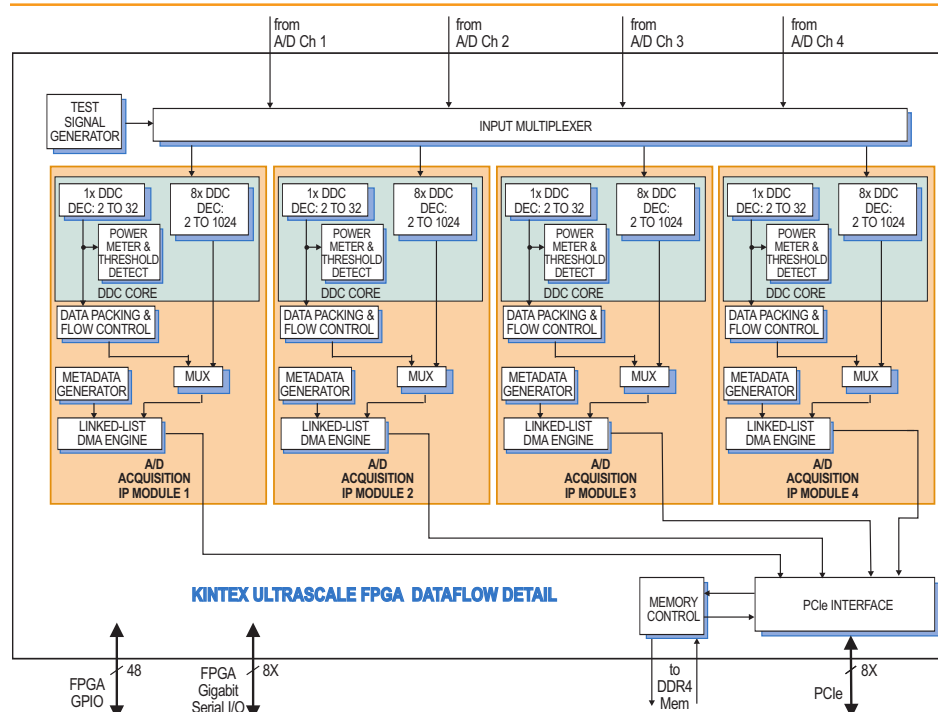 from
A/D Ch 1
from
A/D Ch 2
from
A/D Ch 3
from
A/D Ch 4
TEST
SIGNAL
GENERATOR
INPUT MULTIPLEXER
1x DDC
DEC: 2 TO 32
8x DDC
DEC:
2 TO 1024
POWER
METER &
THRESHOLD
DETECT
DDC CORE
DATA PACKING &
FLOW CONTROL
METADATA
GENERATOR
MUX
LINKED-LIST
DMA ENGINE
A/D
ACQUISITION
IP MODULE 1
1x DDC
DEC: 2 TO 32
8x DDC
DEC:
2 TO 1024
POWER
METER &
THRESHOLD
DETECT
DDC CORE
DATA PACKING &
FLOW CONTROL
METADATA
GENERATOR
MUX
LINKED-LIST
DMA ENGINE
A/D
ACQUISITION
IP MODULE 2
1x DDC
DEC: 2 TO 32
8x DDC
DEC:
2 TO 1024
POWER
METER &
THRESHOLD
DETECT
DDC CORE
DATA PACKING &
FLOW CONTROL
METADATA
GENERATOR
MUX
LINKED-LIST
DMA ENGINE
A/D
ACQUISITION
IP MODULE 3
1x DDC
DEC: 2 TO 32
8x DDC
DEC:
2 TO 1024
POWER
METER &
THRESHOLD
DETECT
DDC CORE
DATA PACKING &
FLOW CONTROL
METADATA
GENERATOR
MUX
LINKED-LIST
DMA ENGINE
A/D
ACQUISITION
IP MODULE 4
KINTEX ULTRASCALE FPGA DATAFLOW DETAIL
MEMORY
CONTROL
PCIe INTERFACE
48
FPGA
GPIO
8X
FPGA
Gigabit
Serial I/O
to
DDR4
Mem
8X
PCIe